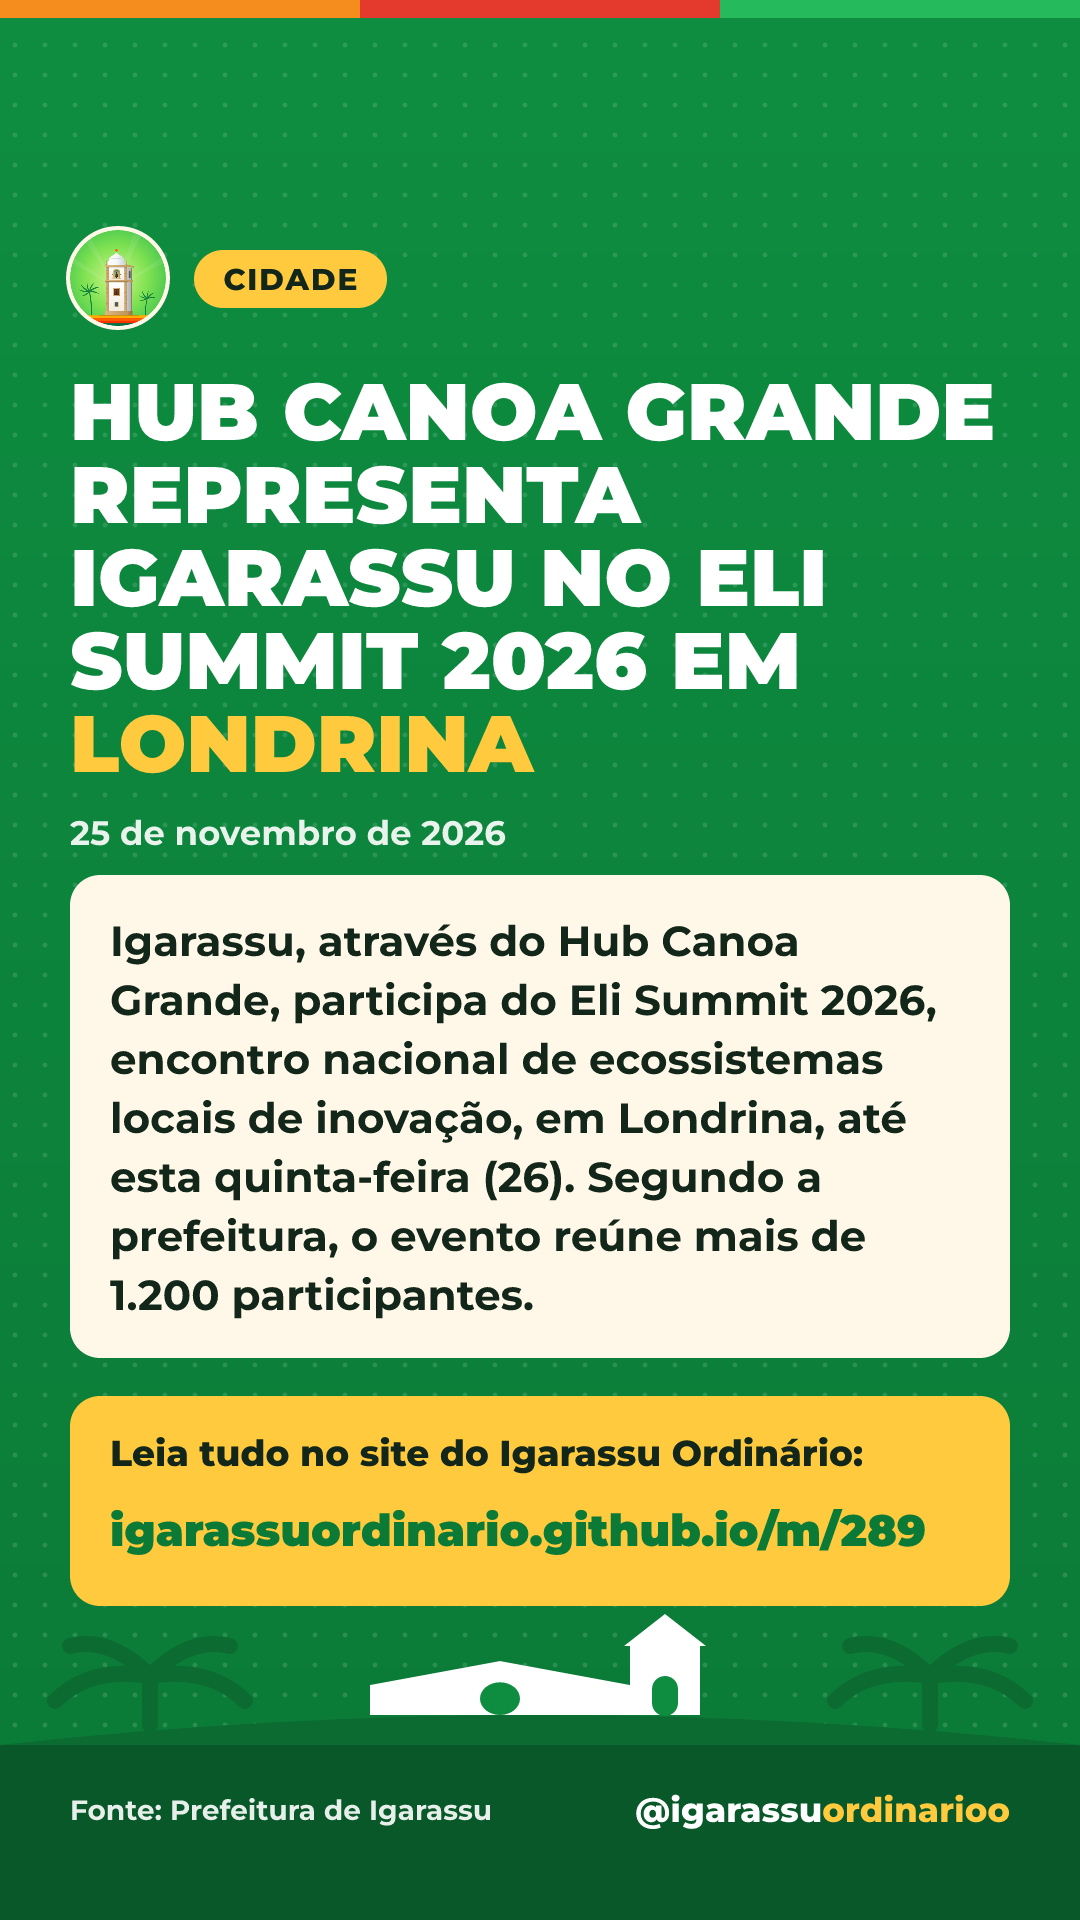 CIDADE
HUB CANOA GRANDE
REPRESENTA
IGARASSU NO ELI
SUMMIT 2026 EM
LONDRINA
25 de novembro de 2026
Igarassu, através do Hub Canoa
Grande, participa do Eli Summit 2026,
encontro nacional de ecossistemas
locais de inovação, em Londrina, até
esta quinta-feira (26). Segundo a
prefeitura, o evento reúne mais de
1.200 participantes.
Leia tudo no site do Igarassu Ordinário:
igarassuordinario.github.io/m/289
Fonte: Prefeitura de Igarassu
@igarassuordinarioo